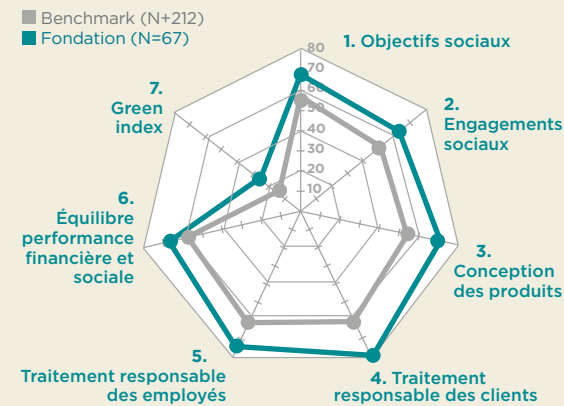 Benchmark (N+212)
Fondation (N=67)
80
70
60
40
30
20
10
1. Objectifs sociaux
2.
Engagements
sociaux
3.
Conception
des produits
4. Traitement
responsable des clients
5.
Traitement responsable
des employés
6.
Équilibre
performance
financière et
sociale
7.
Green
index